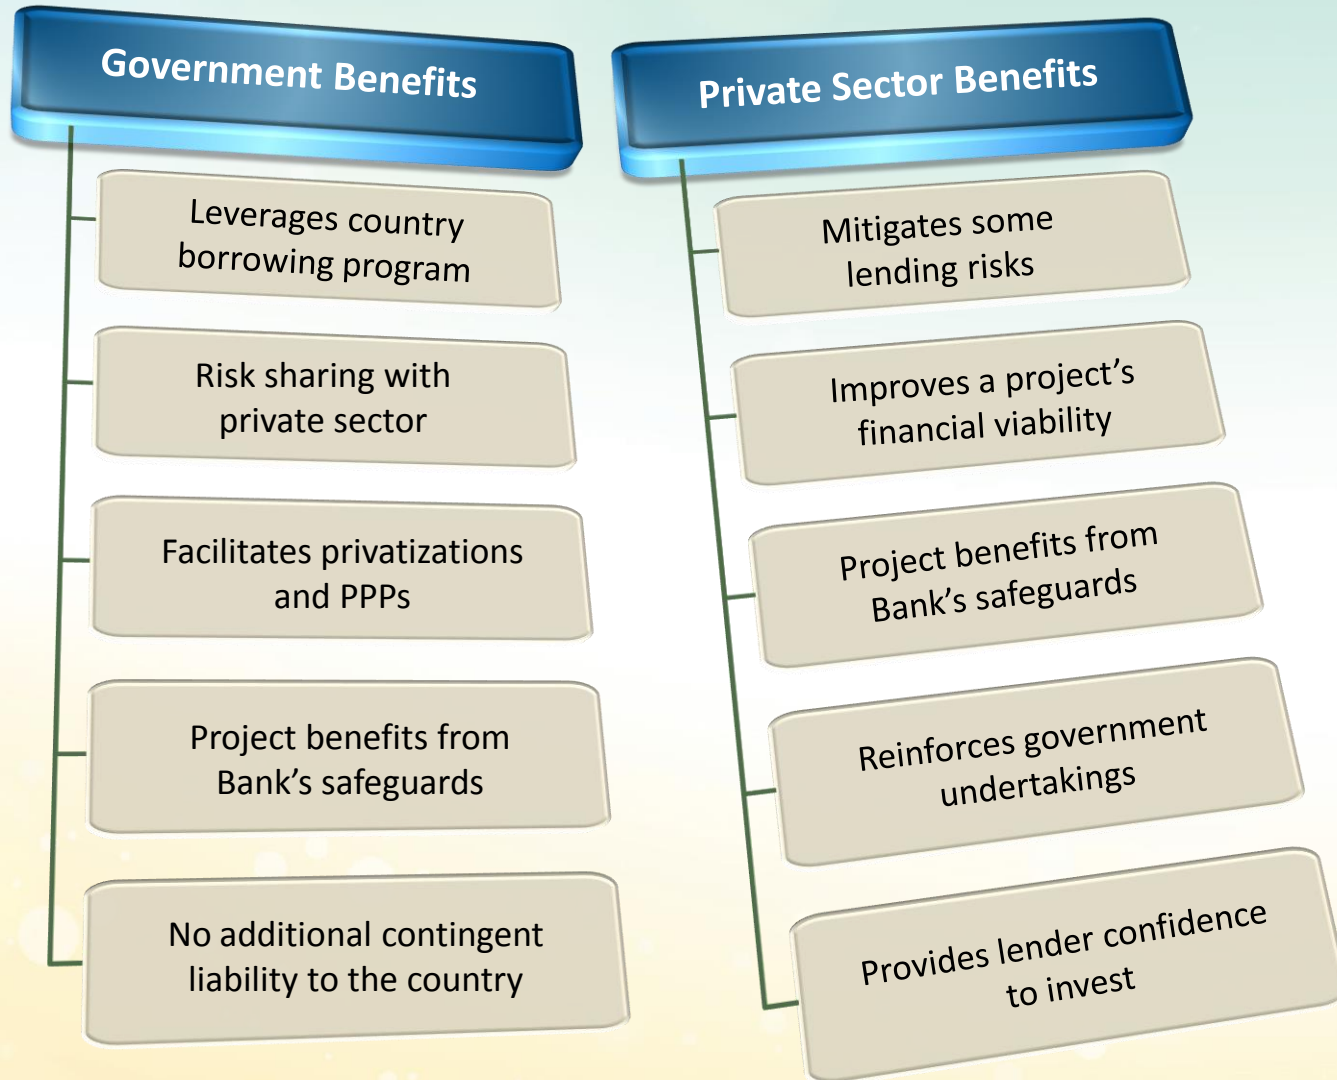 Government Benefits
Leverages country
borrowing program
Risk sharing with
private sector
Facilitates privatizations
and PPPs
Project benefits from
Bank’s safeguards
No additional contingent
liability to the country
Private Sector Benefits
Mitigates some
lending risks
Improves a project’s
financial viability
Project benefits from
Bank’s safeguards
Reinforces government
undertakings
Provides lender confidence
to invest